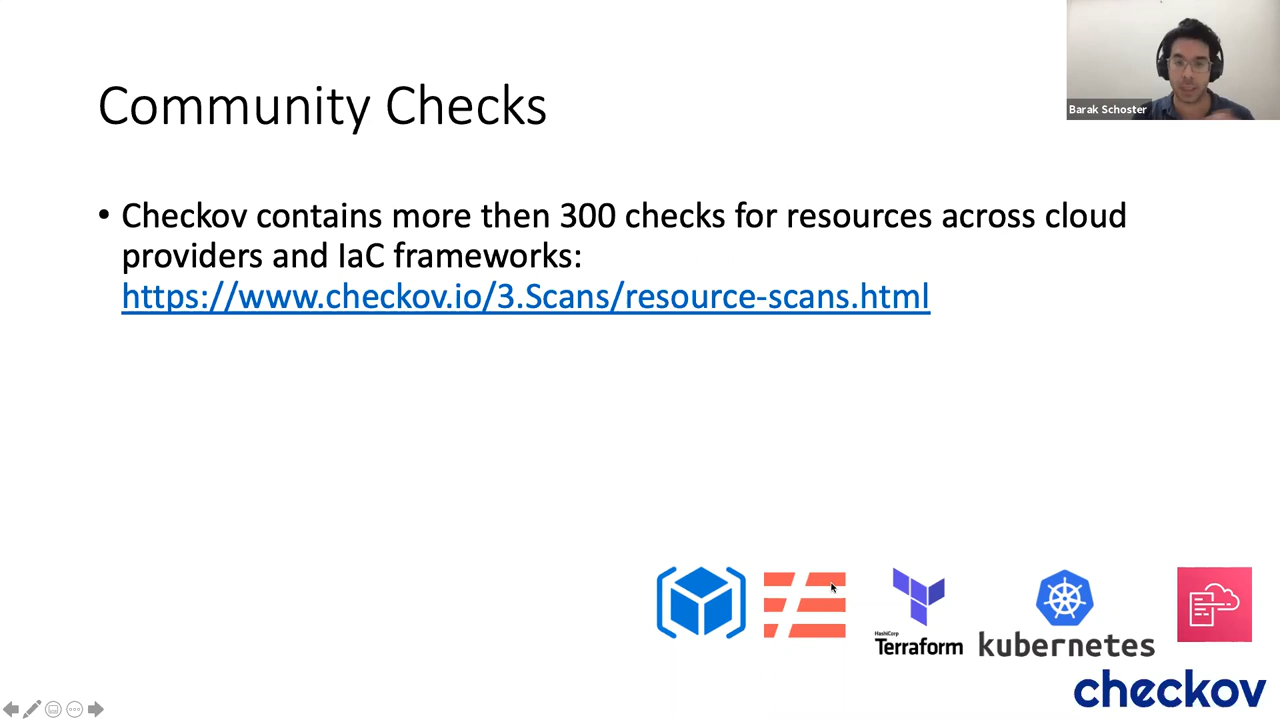 Community Checks
Barak Schoster
• Checkov contains more then 300 checks for resources across cloud
providers and IaC frameworks:
https://www.checkov.io/3.Scans/resource-scans.html
HashiCorp
Terraform
kubernetes
checkov